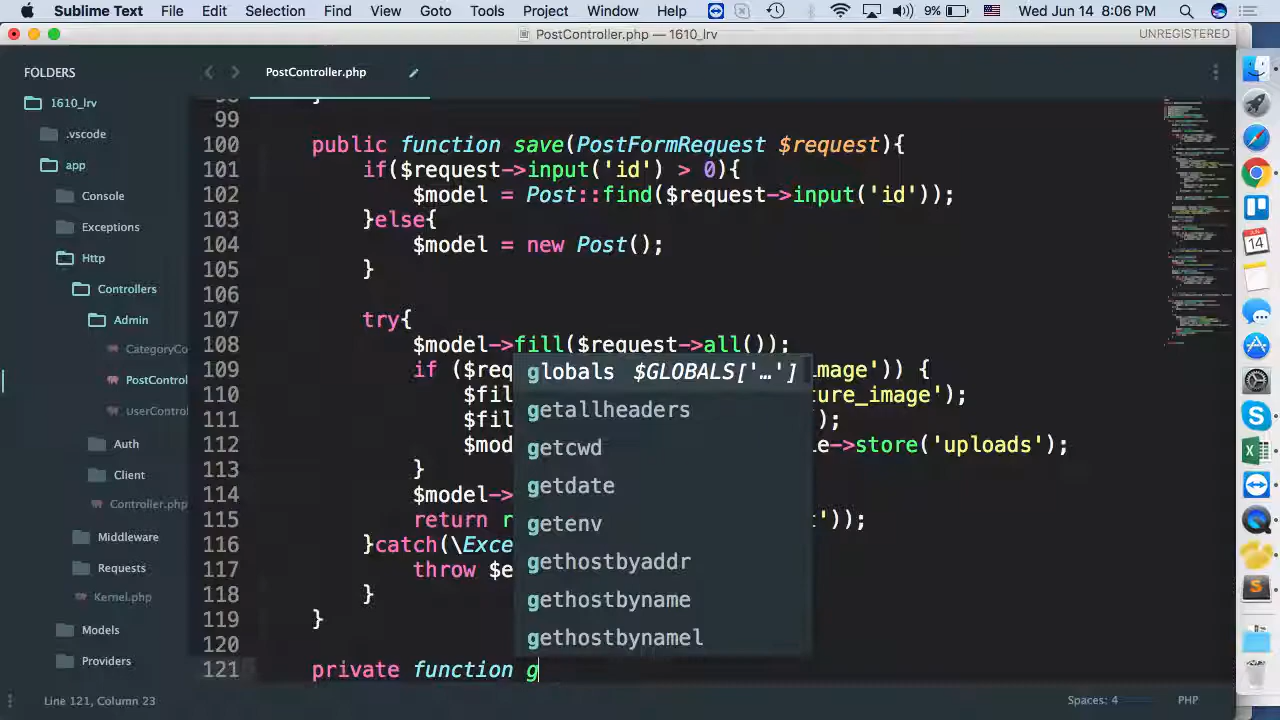 Sublime Text File Edit Selection Find View Goto Tools Project Window Help 9% Wed Jun 14 8:06 PM
PostController.php — 1610_lrv UNREGISTERED
FOLDERS
1610_lrv
.vscode
app
Console
Exceptions
Http
Controllers
Admin
CategoryCo
PostControl
userControl
Auth
Client
Controller.php
Middleware
Requests
Kernel.php
Models
Providers
PostController.php
99
100 public function save(PostFormRequest $request){
101 if($request->input('id') > 0){
102 $model = Post::find($request->input('id'));
103 }else{
104 $model = new Post();
105 }
106
107 try{
108 $model->fill($request->all());
109 if ($req mage')) {
110 $fil ture_image');
111 $fil );
112 $mod e->store('uploads');
113 }
114 $model->
115 return r t'));
116 }catch(\Exce
117 throw $e
118 }
119 }
120
121 private function g
globals $GLOBALS['…']
getallheaders
getcwd
getdate
getenv
gethostbyaddr
gethostbyname
gethostbynamel
JUN
14
Line 121, Column 23 Spaces: 4 PHP